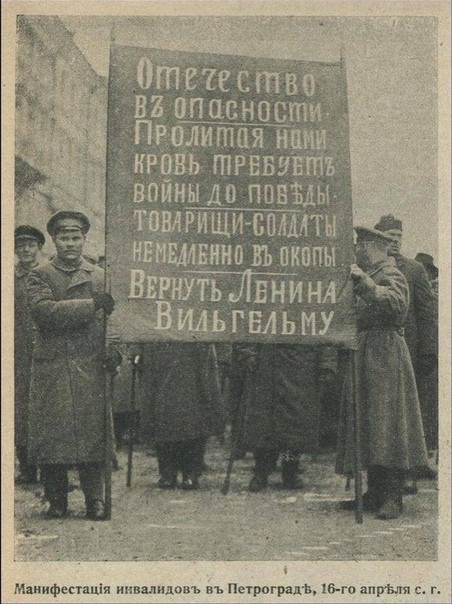 Отечество
въ опасности.
Пролитая нами
кровь требуетъ
войны до побѣды.
товарищи-солдаты
немедленно въ окопы
Вернуть Ленина
Вильгельму
Манифестація инвалидовъ въ Петроградѣ, 16-го апрѣля с. г.